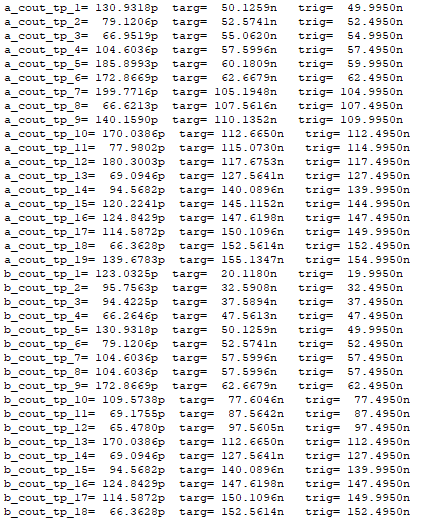 a_cout_tp_1= 130.9318p targ= 50.1259n trig= 49.9950n
a_cout_tp_2= 79.1206p targ= 52.5741n trig= 52.4950n
a_cout_tp_3= 66.9519p targ= 55.0620n trig= 54.9950n
a_cout_tp_4= 104.6036p targ= 57.5996n trig= 57.4950n
a_cout_tp_5= 185.8993p targ= 60.1809n trig= 59.9950n
a_cout_tp_6= 172.8669p targ= 62.6679n trig= 62.4950n
a_cout_tp_7= 199.7716p targ= 105.1948n trig= 104.9950n
a_cout_tp_8= 66.6213p targ= 107.5616n trig= 107.4950n
a_cout_tp_9= 140.1590p targ= 110.1352n trig= 109.9950n
a_cout_tp_10= 170.0386p targ= 112.6650n trig= 112.4950n
a_cout_tp_11= 77.9802p targ= 115.0730n trig= 114.9950n
a_cout_tp_12= 180.3003p targ= 117.6753n trig= 117.4950n
a_cout_tp_13= 69.0946p targ= 127.5641n trig= 127.4950n
a_cout_tp_14= 94.5682p targ= 140.0896n trig= 139.9950n
a_cout_tp_15= 120.2241p targ= 145.1152n trig= 144.9950n
a_cout_tp_16= 124.8429p targ= 147.6198n trig= 147.4950n
a_cout_tp_17= 114.5872p targ= 150.1096n trig= 149.9950n
a_cout_tp_18= 66.3628p targ= 152.5614n trig= 152.4950n
a_cout_tp_19= 139.6783p targ= 155.1347n trig= 154.9950n
b_cout_tp_1= 123.0325p targ= 20.1180n trig= 19.9950n
b_cout_tp_2= 95.7563p targ= 32.5908n trig= 32.4950n
b_cout_tp_3= 94.4225p targ= 37.5894n trig= 37.4950n
b_cout_tp_4= 66.2646p targ= 47.5613n trig= 47.4950n
b_cout_tp_5= 130.9318p targ= 50.1259n trig= 49.9950n
b_cout_tp_6= 79.1206p targ= 52.5741n trig= 52.4950n
b_cout_tp_7= 104.6036p targ= 57.5996n trig= 57.4950n
b_cout_tp_8= 104.6036p targ= 57.5996n trig= 57.4950n
b_cout_tp_9= 172.8669p targ= 62.6679n trig= 62.4950n
b_cout_tp_10= 109.5738p targ= 77.6046n trig= 77.4950n
b_cout_tp_11= 69.1755p targ= 87.5642n trig= 87.4950n
b_cout_tp_12= 65.4780p targ= 97.5605n trig= 97.4950n
b_cout_tp_13= 170.0386p targ= 112.6650n trig= 112.4950n
b_cout_tp_14= 69.0946p targ= 127.5641n trig= 127.4950n
b_cout_tp_15= 94.5682p targ= 140.0896n trig= 139.9950n
b_cout_tp_16= 124.8429p targ= 147.6198n trig= 147.4950n
b_cout_tp_17= 114.5872p targ= 150.1096n trig= 149.9950n
b_cout_tp_18= 66.3628p targ= 152.5614n trig= 152.4950n